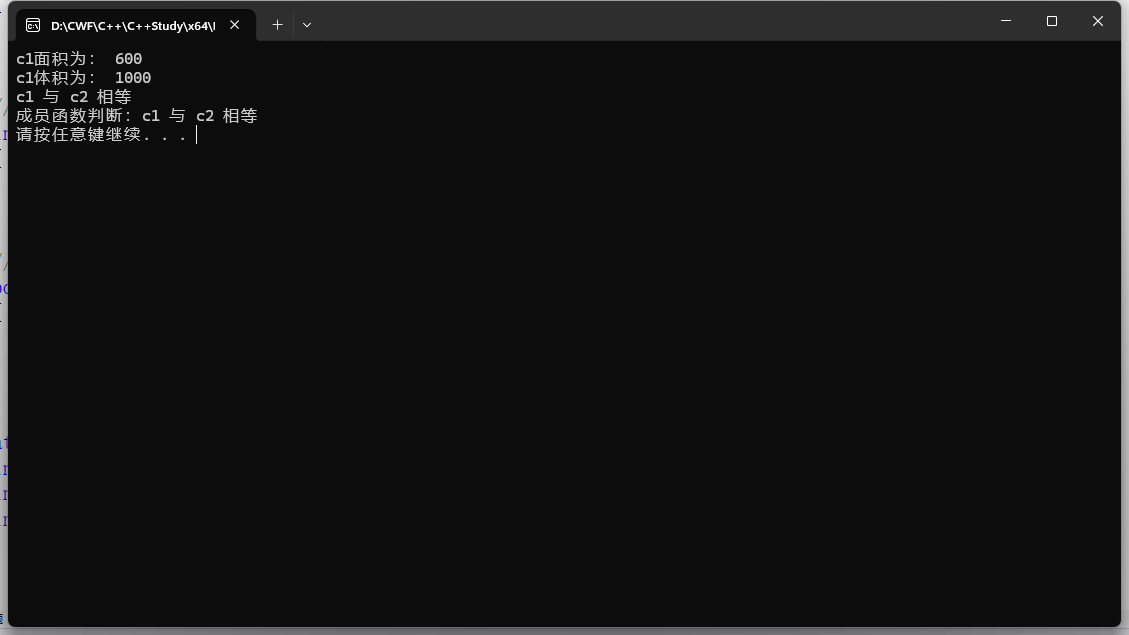 D:\CWF\C++\C++Study\x64\
c1面积为： 600
c1体积为： 1000
c1 与 c2 相等
成员函数判断：c1 与 c2 相等
请按任意键继续. . .